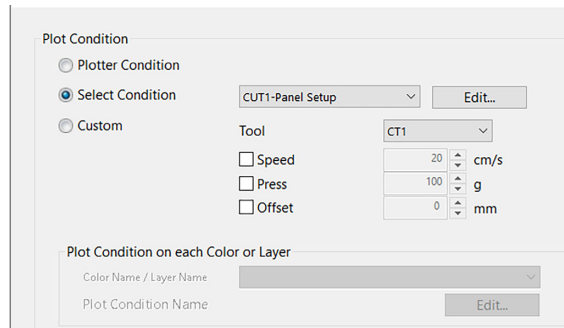 Plot Condition
Plotter Condition
Select Condition CUT1-Panel Setup Edit...
Custom Tool CT1
Speed 20 cm/s
Press 100 g
Offset 0 mm
Plot Condition on each Color or Layer
Color Name / Layer Name
Plot Condition Name Edit...